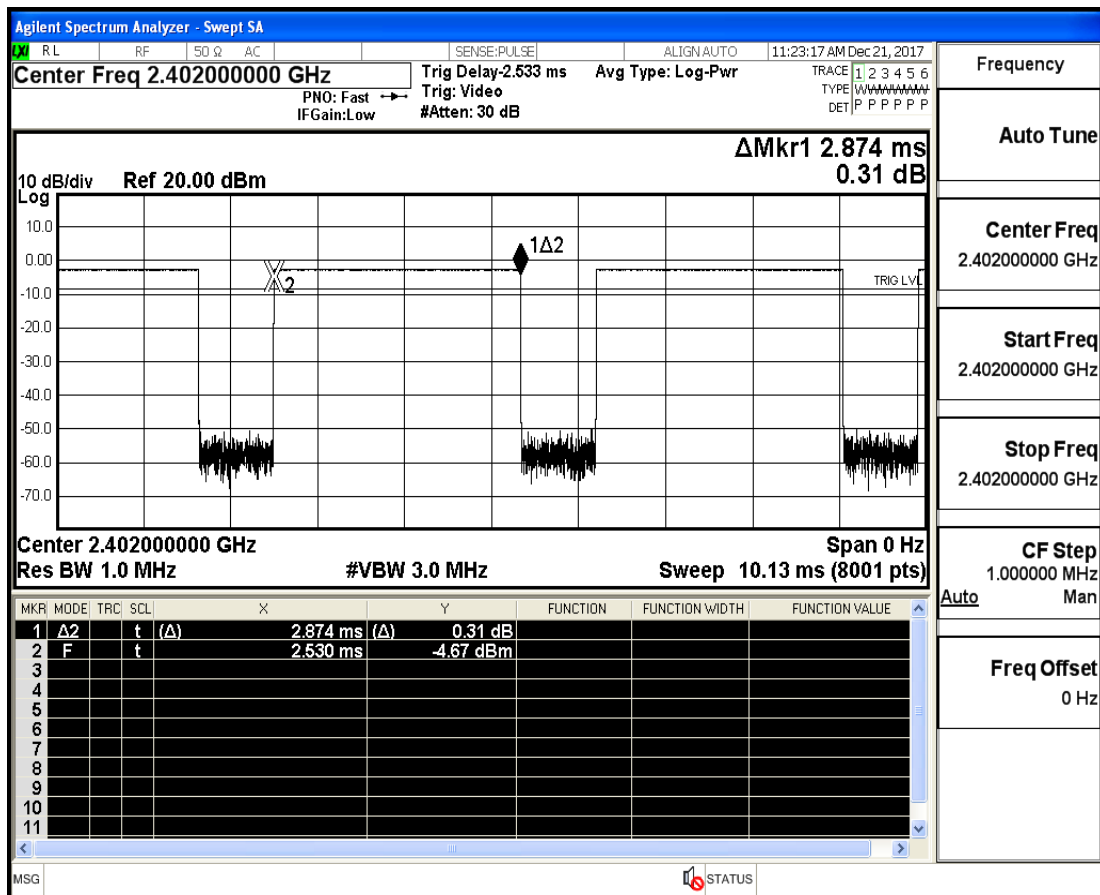 Agilent Spectrum Analyzer - Swept SA
LXI RL RF 50 Ω AC SENSE:PULSE ALIGN AUTO 11:23:17 AM Dec 21, 2017
Center Freq 2.402000000 GHz
PNO: Fast
IFGain:Low
Trig Delay-2.533 ms
Trig: Video
#Atten: 30 dB
Avg Type: Log-Pwr
TRACE 1 2 3 4 5 6
TYPE WWWWWW
DET P P P P P P
ΔMkr1 2.874 ms
0.31 dB
10 dB/div Ref 20.00 dBm
Log
10.0
0.00
-10.0
-20.0
-30.0
-40.0
-50.0
-60.0
-70.0
1Δ2
2
TRIG LVL
Center 2.402000000 GHz Span 0 Hz
Res BW 1.0 MHz #VBW 3.0 MHz Sweep 10.13 ms (8001 pts)
MKR MODE TRC SCL X Y FUNCTION FUNCTION WIDTH FUNCTION VALUE
1 Δ2 t (Δ) 2.874 ms (Δ) 0.31 dB
2 F t 2.530 ms -4.67 dBm
3
4
5
6
7
8
9
10
11
MSG STATUS
Frequency
Auto Tune
Center Freq
2.402000000 GHz
Start Freq
2.402000000 GHz
Stop Freq
2.402000000 GHz
CF Step
1.000000 MHz
Auto Man
Freq Offset
0 Hz